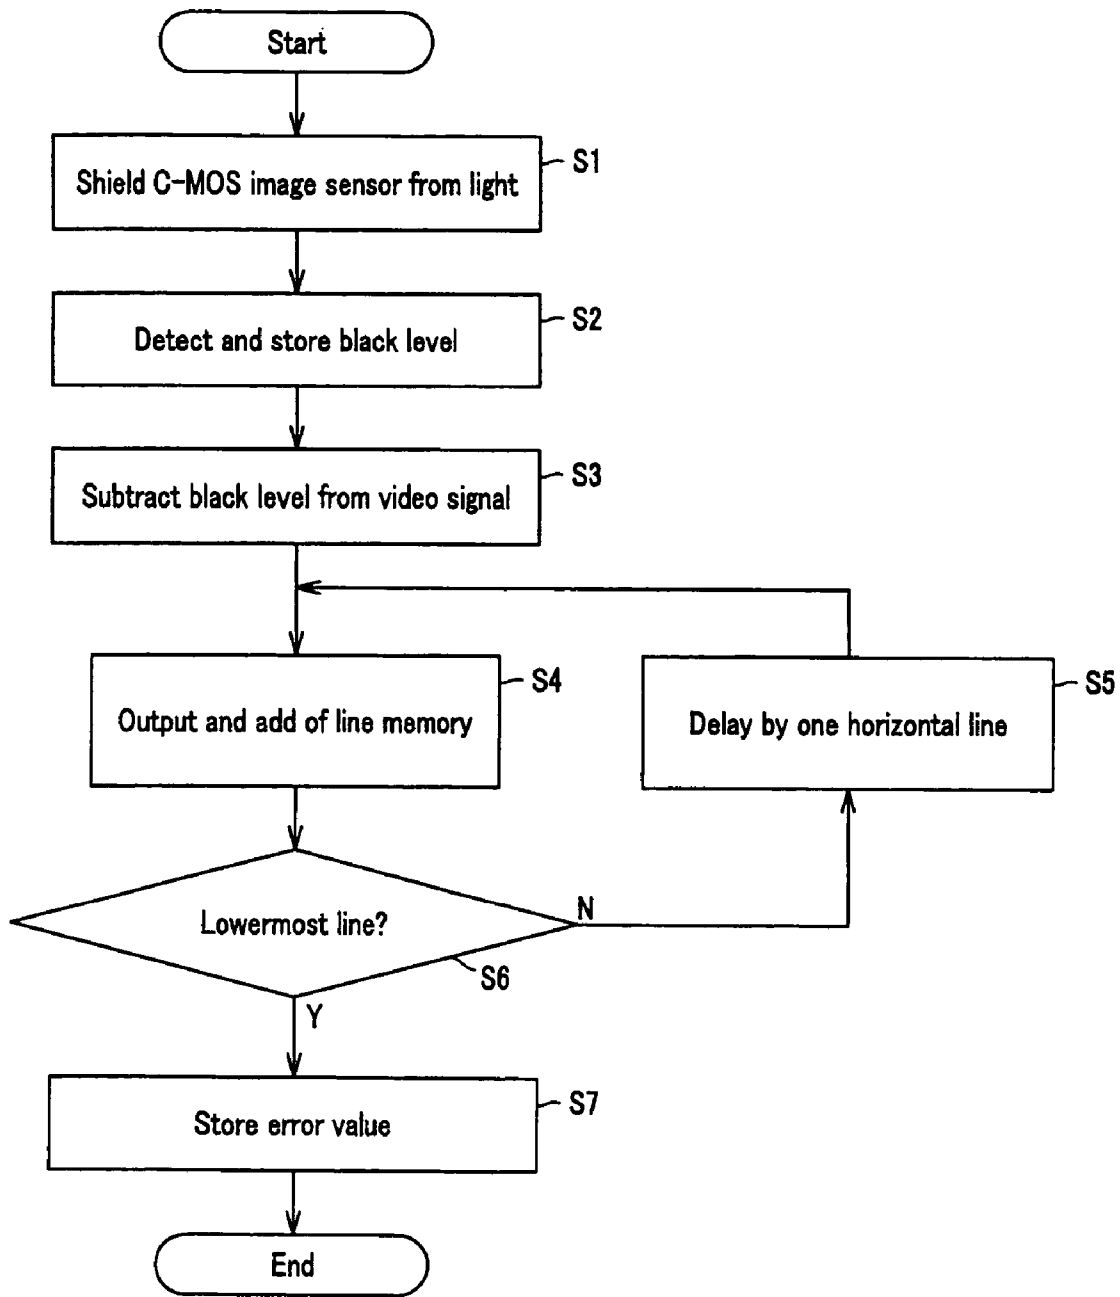 Start
Shield C-MOS image sensor from light
S1
Detect and store black level
S2
Subtract black level from video signal
S3
Output and add of line memory
S4
Delay by one horizontal line
S5
Lowermost line?
N
S6
Y
Store error value
S7
End